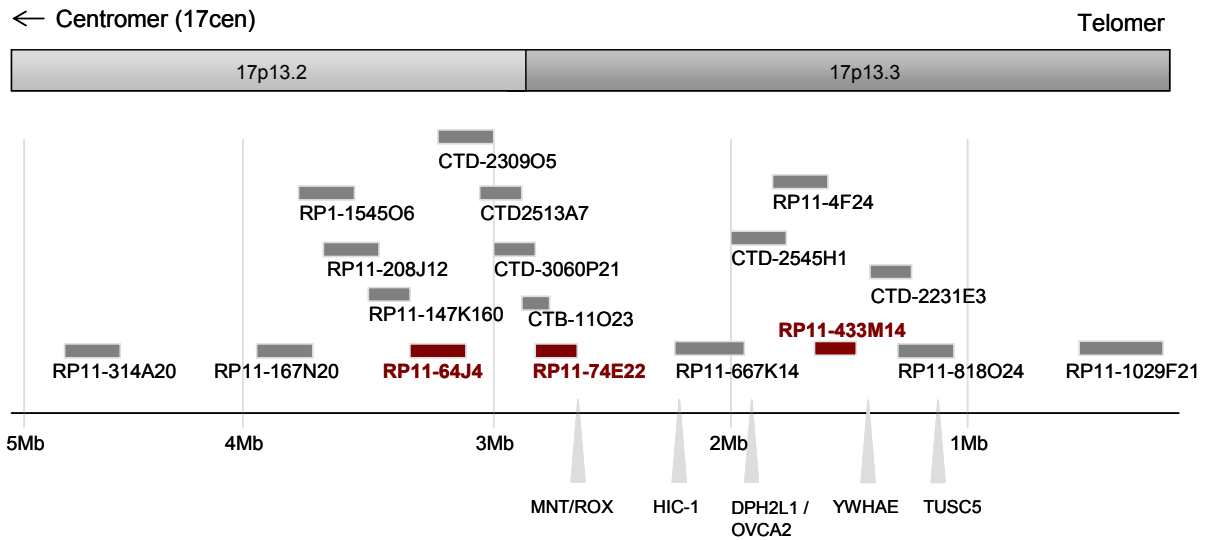 ← Centromer (17cen)
Telomer
17p13.2
17p13.3
CTD-2309O5
RP11-4F24
RP1-1545O6
CTD2513A7
CTD-2545H1
RP11-208J12
CTD-3060P21
CTD-2231E3
RP11-147K160
CTB-11O23
RP11-433M14
RP11-314A20
RP11-167N20
RP11-64J4
RP11-74E22
RP11-667K14
RP11-818O24
RP11-1029F21
5Mb
4Mb
3Mb
2Mb
1Mb
MNT/ROX
HIC-1
DPH2L1 /
OVCA2
YWHAE
TUSC5